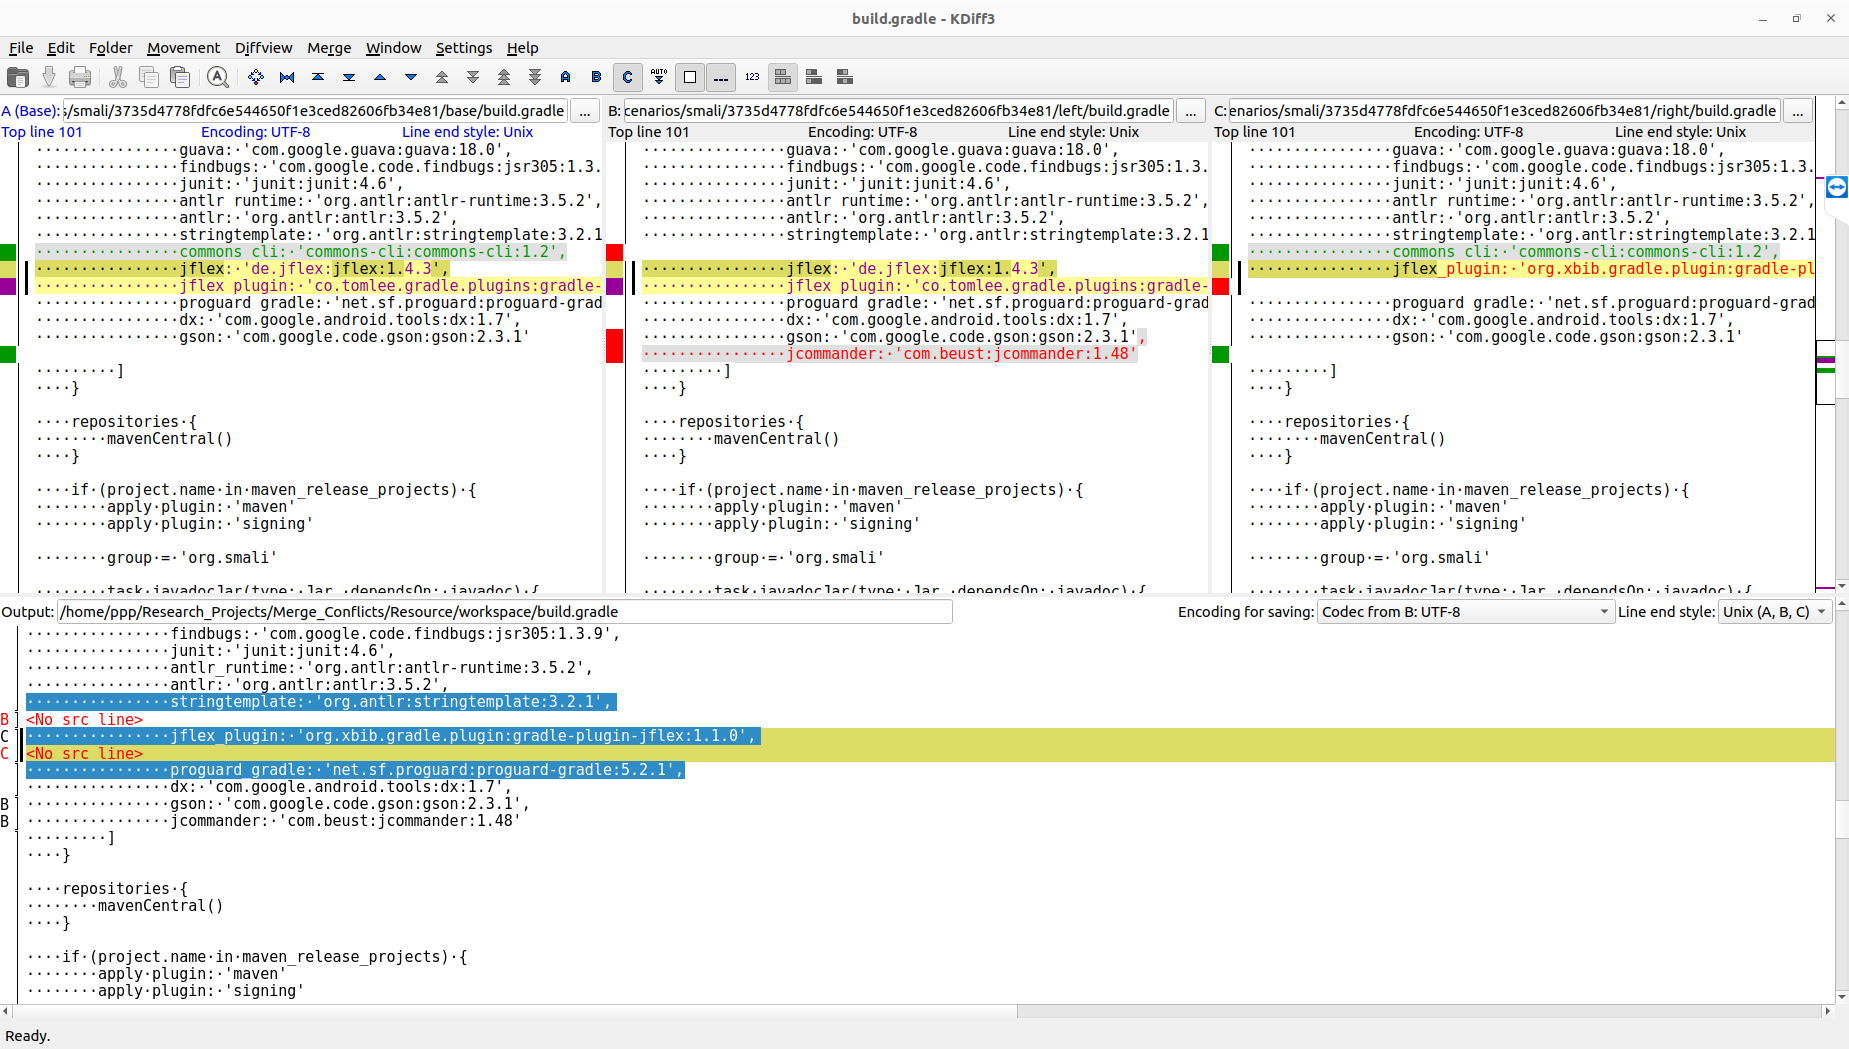 build.gradle - KDiff3
File Edit Folder Movement Diffview Merge Window Settings Help
A B C AUTO 123
A (Base): s/smali/3735d4778fdfc6e544650f1e3ced82606fb34e81/base/build.gradle ...
Top line 101 Encoding: UTF-8 Line end style: Unix
················guava:·'com.google.guava:guava:18.0',
················findbugs:·'com.google.code.findbugs:jsr305:1.3.
················junit:·'junit:junit:4.6',
················antlr_runtime:·'org.antlr:antlr-runtime:3.5.2',
················antlr:·'org.antlr:antlr:3.5.2',
················stringtemplate:·'org.antlr:stringtemplate:3.2.1
················commons_cli:·'commons-cli:commons-cli:1.2',
················jflex:·'de.jflex:jflex:1.4.3',
················jflex_plugin:·'co.tomlee.gradle.plugins:gradle-
················proguard_gradle:·'net.sf.proguard:proguard-grad
················dx:·'com.google.android.tools:dx:1.7',
················gson:·'com.google.code.gson:gson:2.3.1'
·········]
····}
····repositories·{
········mavenCentral()
····}
····if·(project.name·in·maven_release_projects)·{
········apply·plugin:·'maven'
········apply·plugin:·'signing'
········group·=·'org.smali'
········task·javadocJar(type:·Jar,·dependsOn:·javadoc)·{
B: cenarios/smali/3735d4778fdfc6e544650f1e3ced82606fb34e81/left/build.gradle ...
Top line 101 Encoding: UTF-8 Line end style: Unix
················guava:·'com.google.guava:guava:18.0',
················findbugs:·'com.google.code.findbugs:jsr305:1.3.
················junit:·'junit:junit:4.6',
················antlr_runtime:·'org.antlr:antlr-runtime:3.5.2',
················antlr:·'org.antlr:antlr:3.5.2',
················stringtemplate:·'org.antlr:stringtemplate:3.2.1
················jflex:·'de.jflex:jflex:1.4.3',
················jflex_plugin:·'co.tomlee.gradle.plugins:gradle-
················proguard_gradle:·'net.sf.proguard:proguard-grad
················dx:·'com.google.android.tools:dx:1.7',
················gson:·'com.google.code.gson:gson:2.3.1',
················jcommander:·'com.beust:jcommander:1.48'
·········]
····}
····repositories·{
········mavenCentral()
····}
····if·(project.name·in·maven_release_projects)·{
········apply·plugin:·'maven'
········apply·plugin:·'signing'
········group·=·'org.smali'
········task·javadocJar(type:·Jar,·dependsOn:·javadoc)·{
C: enarios/smali/3735d4778fdfc6e544650f1e3ced82606fb34e81/right/build.gradle ...
Top line 101 Encoding: UTF-8 Line end style: Unix
················guava:·'com.google.guava:guava:18.0',
················findbugs:·'com.google.code.findbugs:jsr305:1.3.
················junit:·'junit:junit:4.6',
················antlr_runtime:·'org.antlr:antlr-runtime:3.5.2',
················antlr:·'org.antlr:antlr:3.5.2',
················stringtemplate:·'org.antlr:stringtemplate:3.2.1
················commons_cli:·'commons-cli:commons-cli:1.2',
················jflex_plugin:·'org.xbib.gradle.plugin:gradle-pl
················proguard_gradle:·'net.sf.proguard:proguard-grad
················dx:·'com.google.android.tools:dx:1.7',
················gson:·'com.google.code.gson:gson:2.3.1'
·········]
····}
····repositories·{
········mavenCentral()
····}
····if·(project.name·in·maven_release_projects)·{
········apply·plugin:·'maven'
········apply·plugin:·'signing'
········group·=·'org.smali'
········task·javadocJar(type:·Jar,·dependsOn:·javadoc)·{
Output: /home/ppp/Research_Projects/Merge_Conflicts/Resource/workspace/build.gradle Encoding for saving: Codec from B: UTF-8 Line end style: Unix (A, B, C)
················findbugs:·'com.google.code.findbugs:jsr305:1.3.9',
················junit:·'junit:junit:4.6',
················antlr_runtime:·'org.antlr:antlr-runtime:3.5.2',
················antlr:·'org.antlr:antlr:3.5.2',
················stringtemplate:·'org.antlr:stringtemplate:3.2.1',
B <No src line>
C ················jflex_plugin:·'org.xbib.gradle.plugin:gradle-plugin-jflex:1.1.0',
C <No src line>
················proguard_gradle:·'net.sf.proguard:proguard-gradle:5.2.1',
················dx:·'com.google.android.tools:dx:1.7',
B ················gson:·'com.google.code.gson:gson:2.3.1',
B ················jcommander:·'com.beust:jcommander:1.48'
·········]
····}
····repositories·{
········mavenCentral()
····}
····if·(project.name·in·maven_release_projects)·{
········apply·plugin:·'maven'
········apply·plugin:·'signing'
Ready.